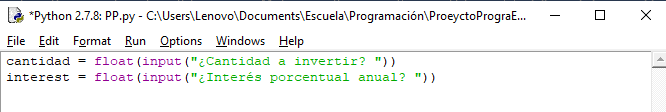 *Python 2.7.8: PP.py - C:\Users\Lenovo\Documents\Escuela\Programación\ProeyctoPrograE...
File Edit Format Run Options Windows Help
cantidad = float(input("¿Cantidad a invertir? "))
interest = float(input("¿Interés porcentual anual? "))